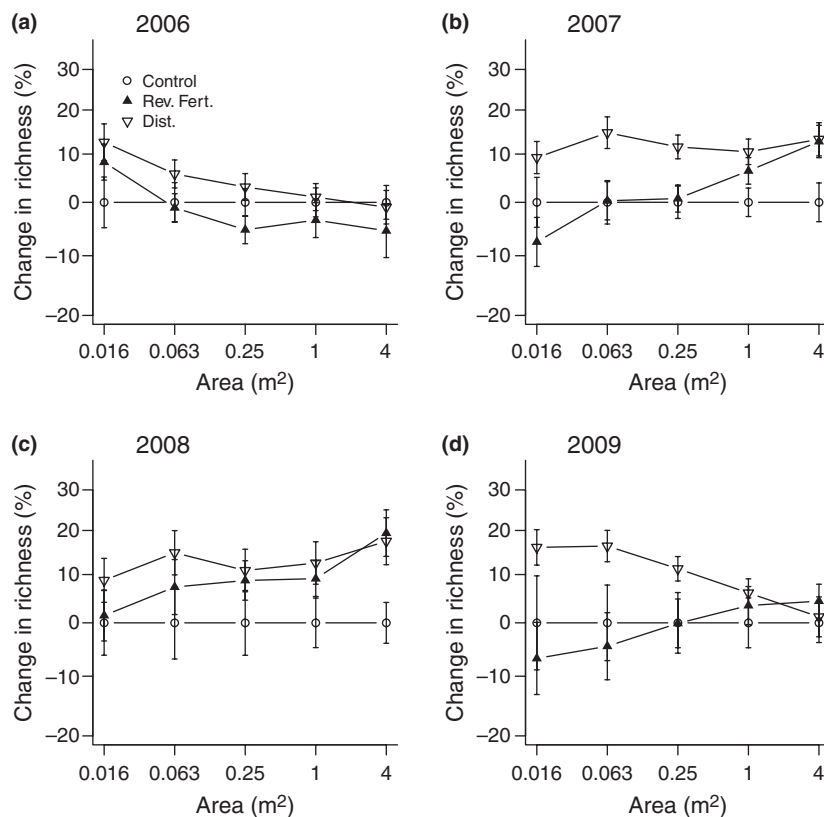 (a) 2006
Change in richness (%)
30
20
10
0
−10
−20
Control
Rev. Fert.
Dist.
0.016 0.063 0.25 1 4
Area (m²)
(b) 2007
Change in richness (%)
30
20
10
0
−10
−20
0.016 0.063 0.25 1 4
Area (m²)
(c) 2008
Change in richness (%)
30
20
10
0
−10
−20
0.016 0.063 0.25 1 4
Area (m²)
(d) 2009
Change in richness (%)
30
20
10
0
−10
−20
0.016 0.063 0.25 1 4
Area (m²)